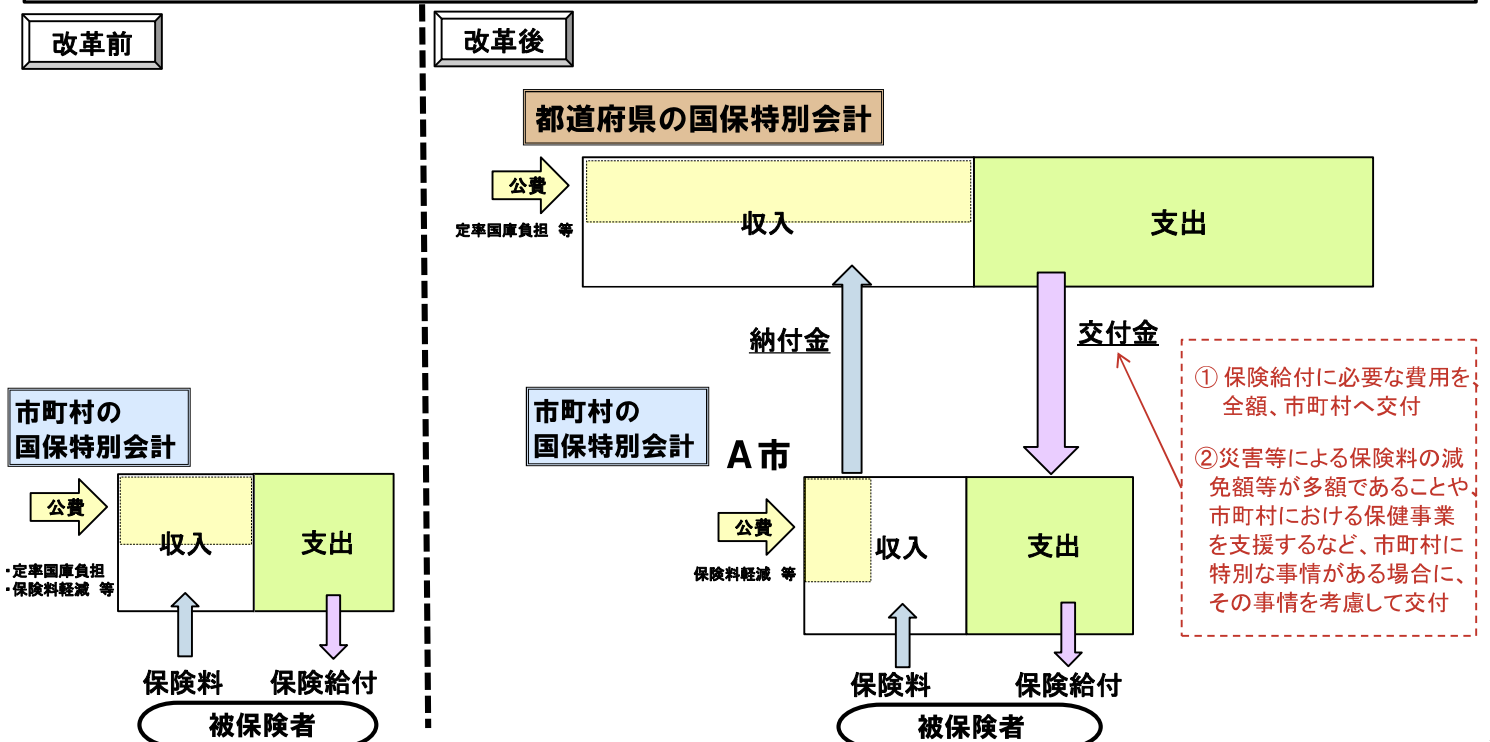 改革前
市町村の
国保特別会計
公費
・定率国庫負担
・保険料軽減 等
収入
支出
保険料
保険給付
被保険者
改革後
都道府県の国保特別会計
公費
定率国庫負担 等
収入
支出
納付金
交付金
① 保険給付に必要な費用を、
全額、市町村へ交付
②災害等による保険料の減
免額等が多額であることや、
市町村における保健事業
を支援するなど、市町村に
特別な事情がある場合に、
その事情を考慮して交付
市町村の
国保特別会計
A市
公費
保険料軽減 等
収入
支出
保険料
保険給付
被保険者